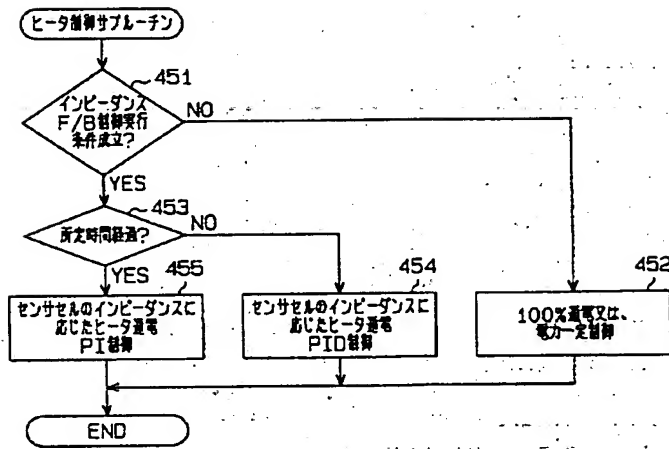 ヒータ制御サブルーチン
451
インピーダンス
F/B制御実行
条件成立?
NO
YES
453
所定時間経過?
NO
YES
455
センサセルのインピーダンスに
応じたヒータ通電
PI制御
454
センサセルのインピーダンスに
応じたヒータ通電
PID制御
452
100%通電又は、
電力一定制御
END